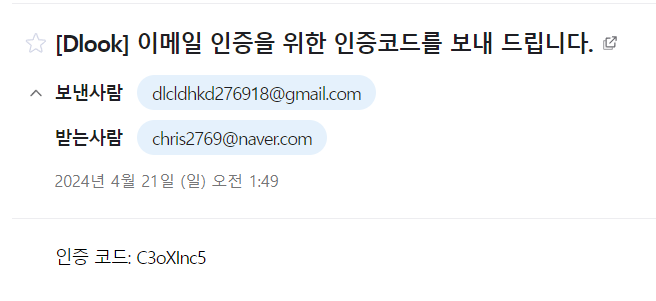 [Dlook] 이메일 인증을 위한 인증코드를 보내 드립니다.
보낸사람 dlcldhkd276918@gmail.com
받는사람 chris2769@naver.com
2024년 4월 21일 (일) 오전 1:49
인증 코드: C3oXInc5